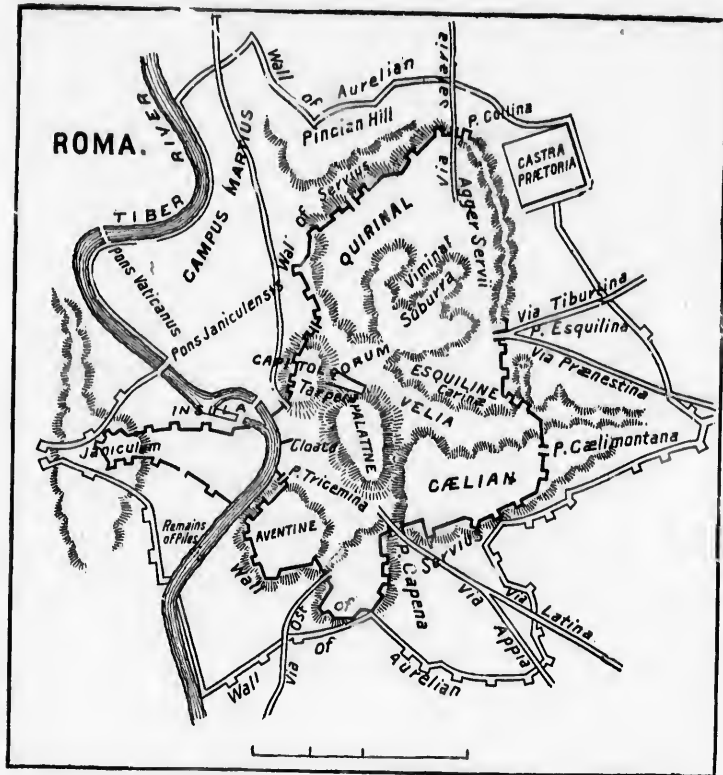 ROMA.
Wall of Aurelian
Pincian Hill
Via Salaria
P. Collina
CASTRA
PRÆTORIA
TIBER RIVER
CAMPUS MARTIUS
Wall of Servius
Agger Servii
QUIRINAL
Viminal
Suburra
Pons Vaticanus
Pons Janiculensis
Via Tiburtina
P. Esquilina
Via Prænestina
CAPITOL
FORUM
Tarpeia
ESQUILINE
Carinæ
VELIA
PALATINE
INSULA
Janiculum
Cloaca
P. Cælimontana
CÆLIAN
P. Tricemina
Remains
of Piles
AVENTINE
Wall of Servius
P. Capena
Via Ost
Via Appia
Via Latina
Wall of Aurelian